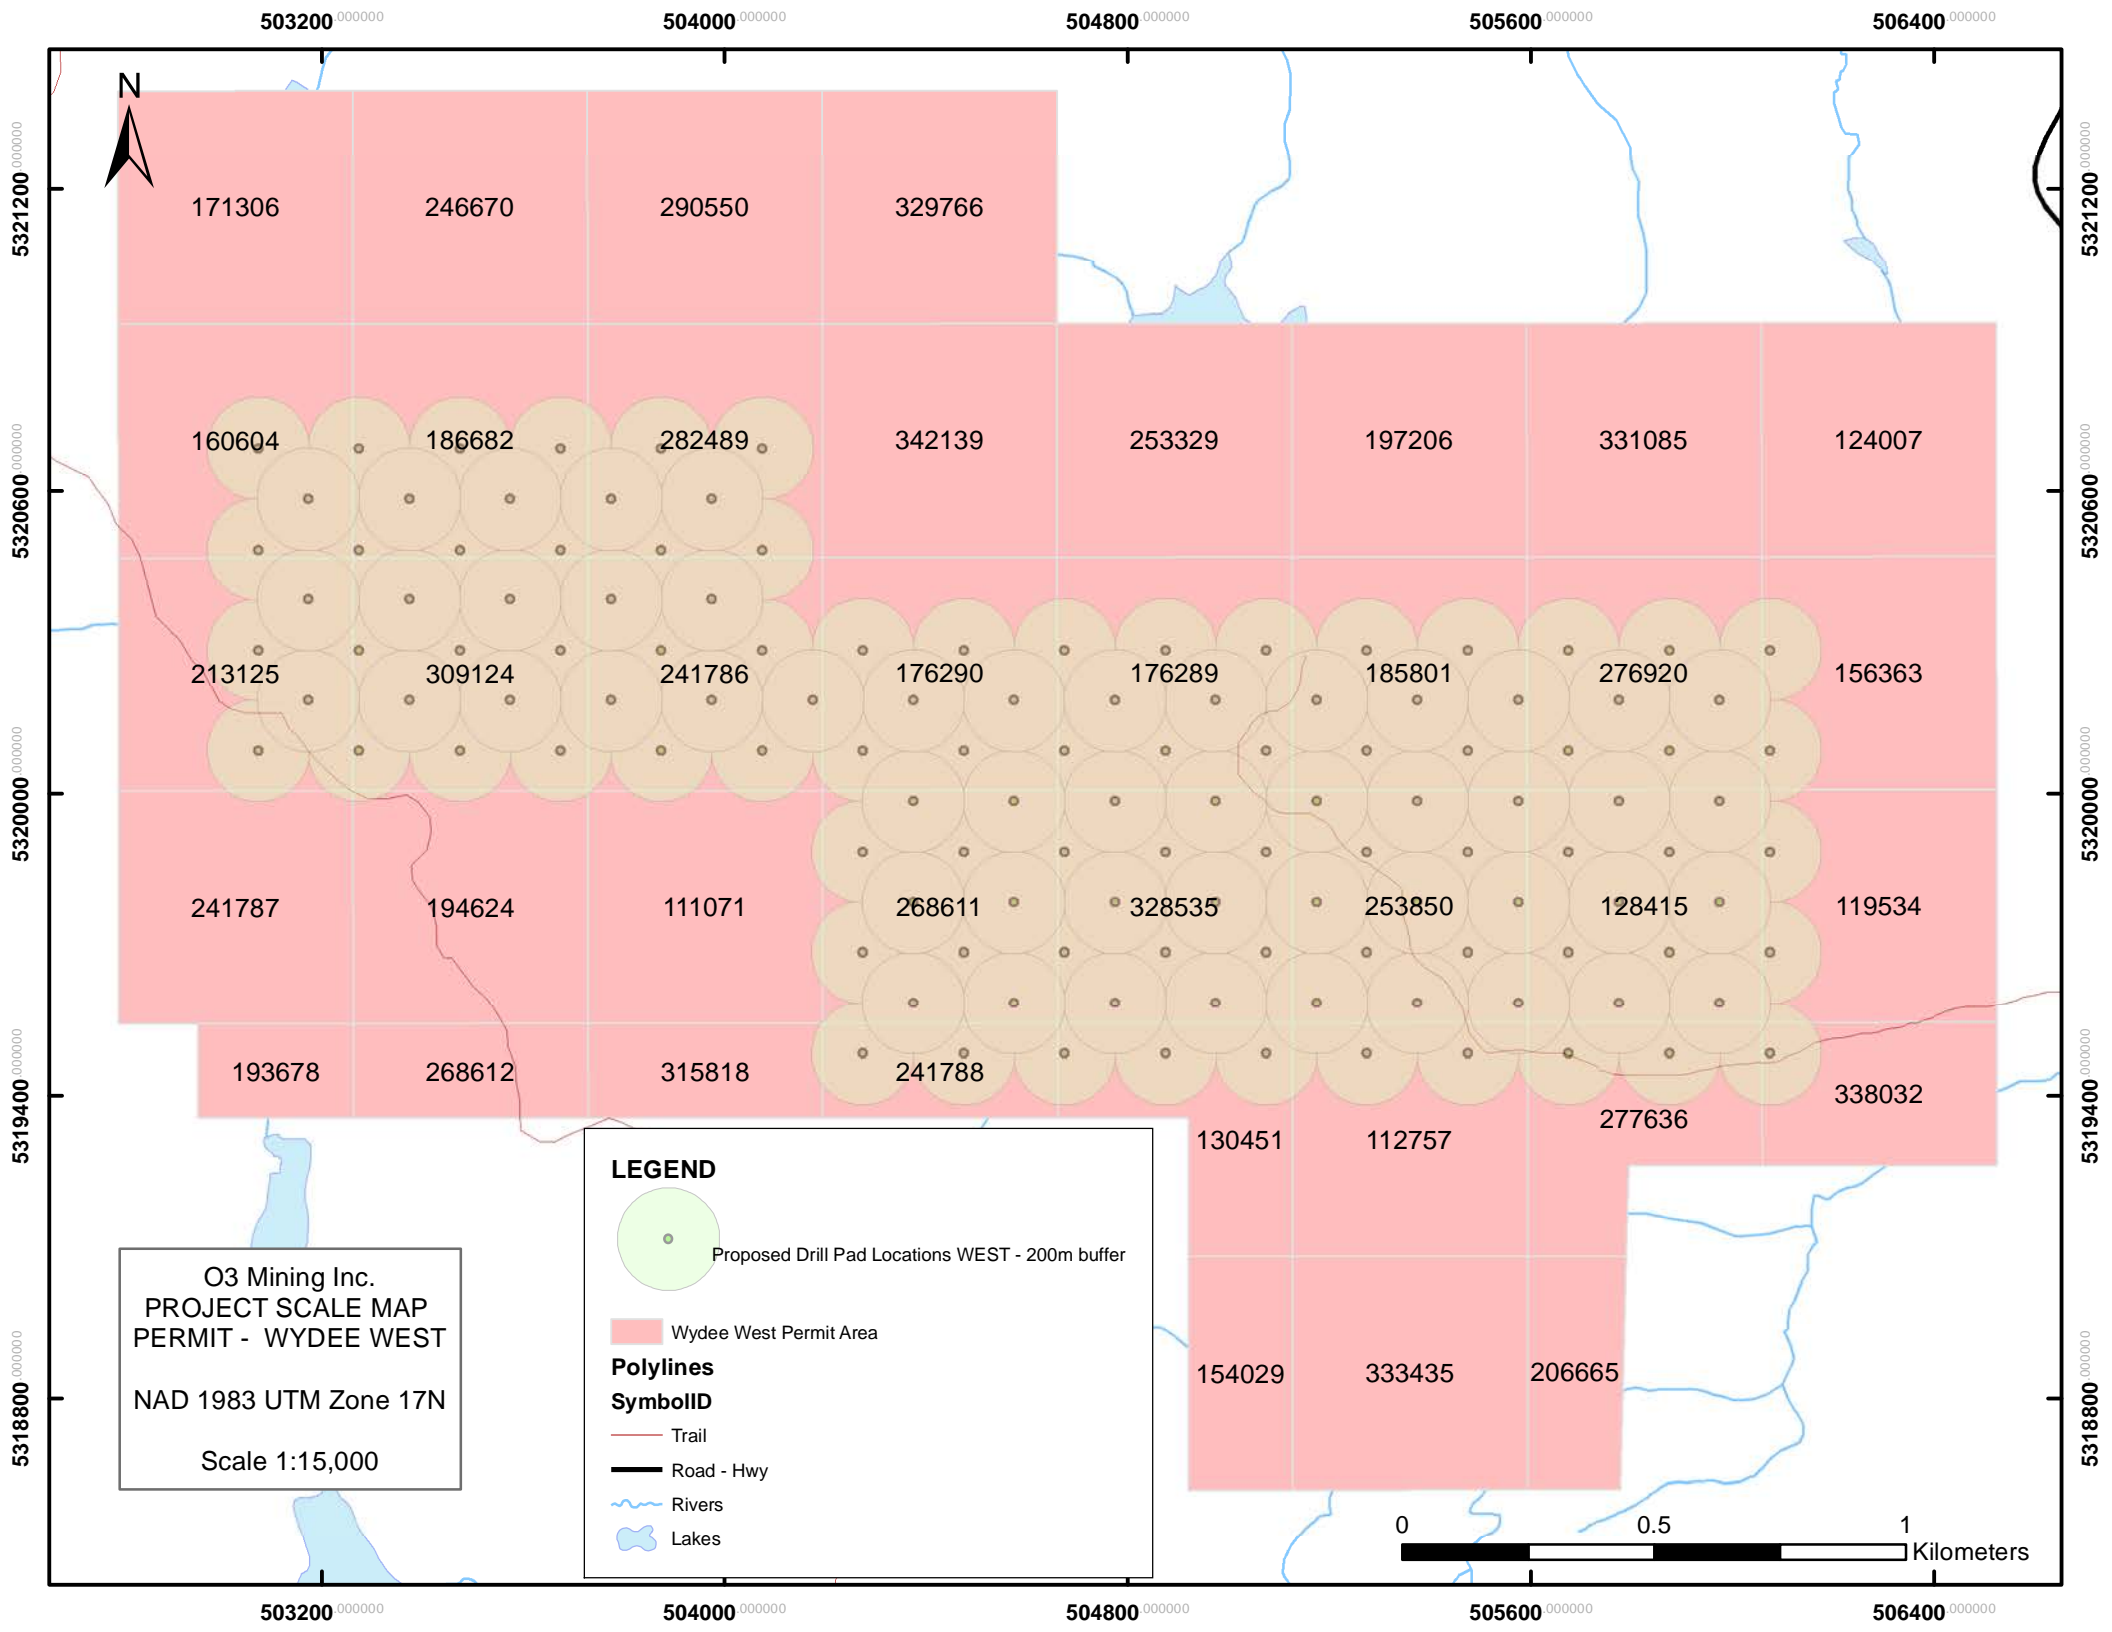 503200.000000 504000.000000 504800.000000 505600.000000 506400.000000
N
5321200.000000
5320600.000000
5320000.000000
5319400.000000
5318800.000000
5321200.000000
5320600.000000
5320000.000000
5319400.000000
5318800.000000
171306 246670 290550 329766
160604 186682 282489 342139 253329 197206 331085 124007
213125 309124 241786 176290 176289 185801 276920 156363
241787 194624 111071 268611 328535 253850 128415 119534
193678 268612 315818 241788 338032
277636
130451 112757
154029 333435 206665
O3 Mining Inc.
PROJECT SCALE MAP
PERMIT - WYDEE WEST
NAD 1983 UTM Zone 17N
Scale 1:15,000
LEGEND
Proposed Drill Pad Locations WEST - 200m buffer
Wydee West Permit Area
Polylines
SymbolID
Trail
Road - Hwy
Rivers
Lakes
0 0.5 1
Kilometers
503200.000000 504000.000000 504800.000000 505600.000000 506400.000000